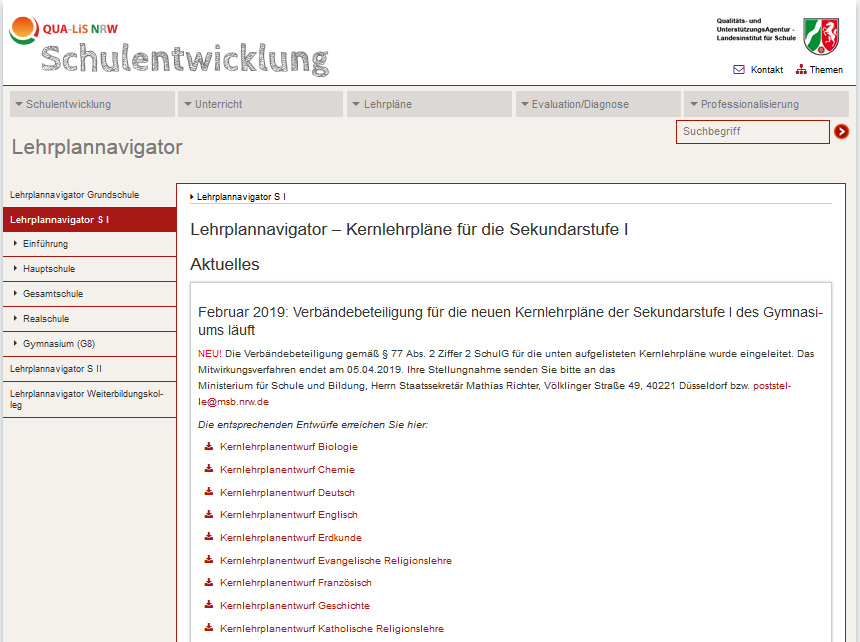 QUA-LiS NRW
Schulentwicklung
Qualitäts- und
UnterstützungsAgentur -
Landesinstitut für Schule
Kontakt
Themen
Schulentwicklung
Unterricht
Lehrpläne
Evaluation/Diagnose
Professionalisierung
Suchbegriff
Lehrplannavigator
Lehrplannavigator Grundschule
Lehrplannavigator S I
Einführung
Hauptschule
Gesamtschule
Realschule
Gymnasium (G8)
Lehrplannavigator S II
Lehrplannavigator Weiterbildungskol-
leg
Lehrplannavigator S I
Lehrplannavigator – Kernlehrpläne für die Sekundarstufe I
Aktuelles
Februar 2019: Verbändebeteiligung für die neuen Kernlehrpläne der Sekundarstufe I des Gymnasi-
ums läuft
NEU! Die Verbändebeteiligung gemäß § 77 Abs. 2 Ziffer 2 SchulG für die unten aufgelisteten Kernlehrpläne wurde eingeleitet. Das
Mitwirkungsverfahren endet am 05.04.2019. Ihre Stellungnahme senden Sie bitte an das
Ministerium für Schule und Bildung, Herrn Staatssekretär Mathias Richter, Völklinger Straße 49, 40221 Düsseldorf bzw. poststel-
le@msb.nrw.de
Die entsprechenden Entwürfe erreichen Sie hier:
Kernlehrplanentwurf Biologie
Kernlehrplanentwurf Chemie
Kernlehrplanentwurf Deutsch
Kernlehrplanentwurf Englisch
Kernlehrplanentwurf Erdkunde
Kernlehrplanentwurf Evangelische Religionslehre
Kernlehrplanentwurf Französisch
Kernlehrplanentwurf Geschichte
Kernlehrplanentwurf Katholische Religionslehre